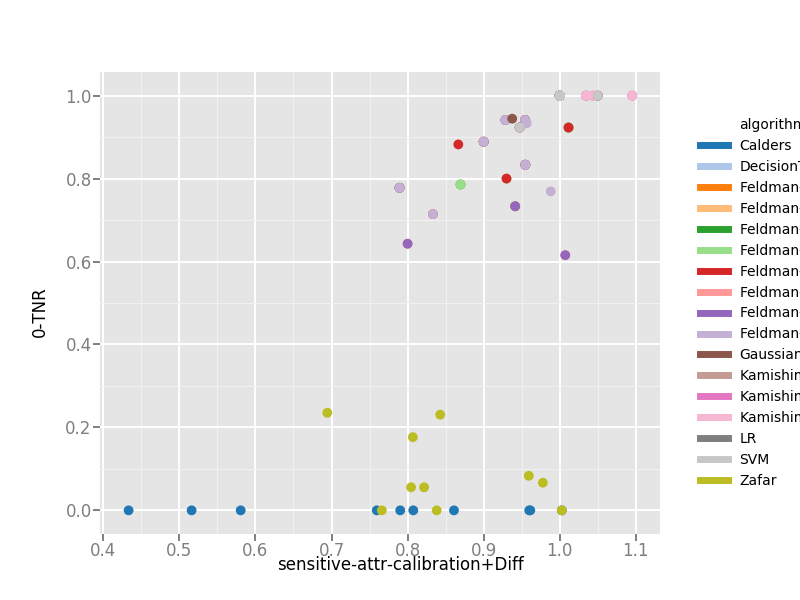 1.0
0.8
0.6
0.4
0.2
0.0
0-TNR
0.4 0.5 0.6 0.7 0.8 0.9 1.0 1.1
sensitive-attr-calibration+Diff
algorithm
Calders
DecisionT
Feldman-
Feldman-
Feldman-
Feldman-
Feldman-
Feldman-
Feldman-
Feldman-
Gaussian
Kamishin
Kamishin
Kamishin
LR
SVM
Zafar